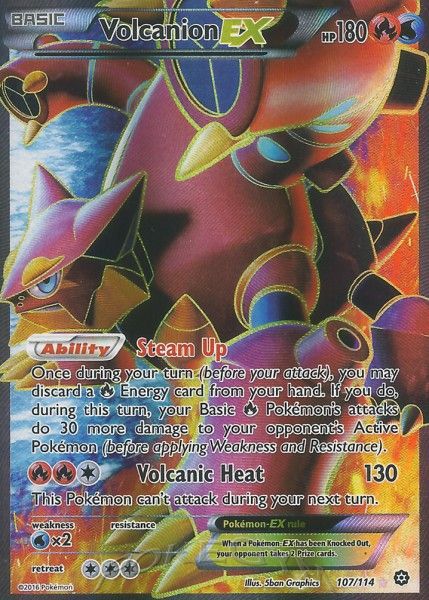 BASIC Volcanion EX HP180
Ability Steam Up
Once during your turn (before your attack), you may
discard a Energy card from your hand. If you do,
during this turn, your Basic Pokémon's attacks
do 30 more damage to your opponent's Active
Pokémon (before applying Weakness and Resistance).
Volcanic Heat 130
This Pokémon can't attack during your next turn.
weakness resistance
×2
Pokémon-EX rule
When a Pokémon-EX has been Knocked Out,
your opponent takes 2 Prize cards.
retreat
©2016 Pokémon Illus. 5ban Graphics 107/114